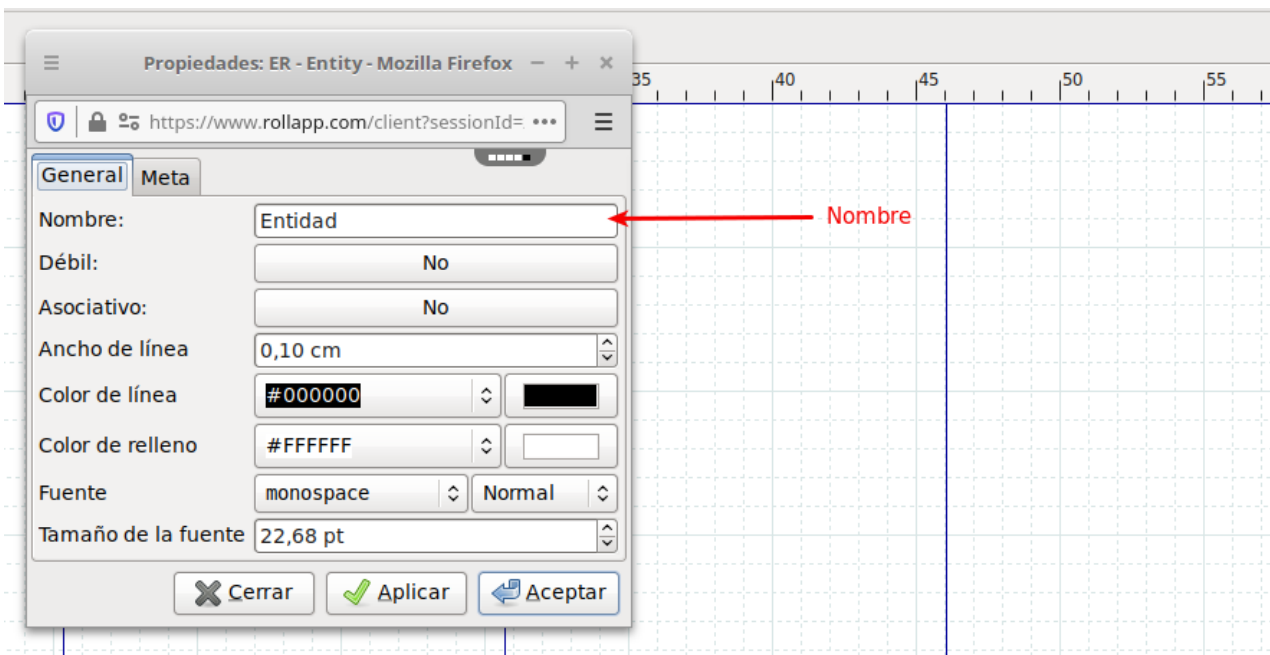 Propiedades: ER - Entity - Mozilla Firefox
35 40 45 50 55
https://www.rollapp.com/client?sessionId=
General Meta
Nombre: Entidad
Nombre
Débil: No
Asociativo: No
Ancho de línea 0,10 cm
Color de línea #000000
Color de relleno #FFFFFF
Fuente monospace Normal
Tamaño de la fuente 22,68 pt
Cerrar Aplicar Aceptar